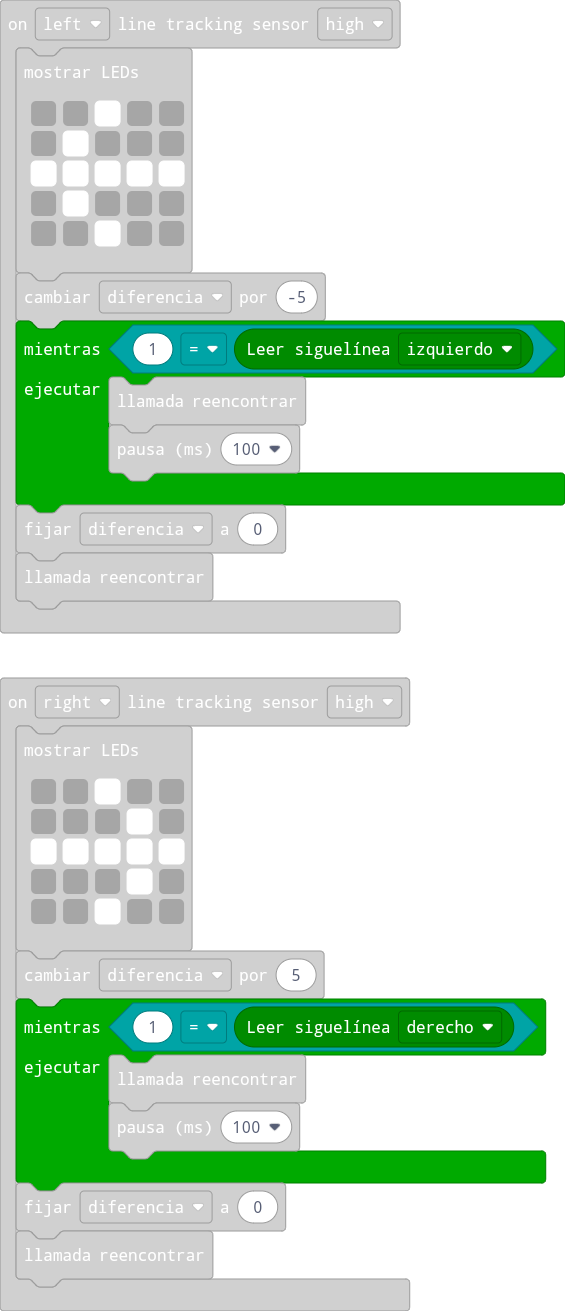 on left line tracking sensor high
mostrar LEDs
cambiar diferencia por -5
mientras 1 = Leer siguelínea izquierdo
ejecutar
llamada reencontrar
pausa (ms) 100
fijar diferencia a 0
llamada reencontrar
on right line tracking sensor high
mostrar LEDs
cambiar diferencia por 5
mientras 1 = Leer siguelínea derecho
ejecutar
llamada reencontrar
pausa (ms) 100
fijar diferencia a 0
llamada reencontrar